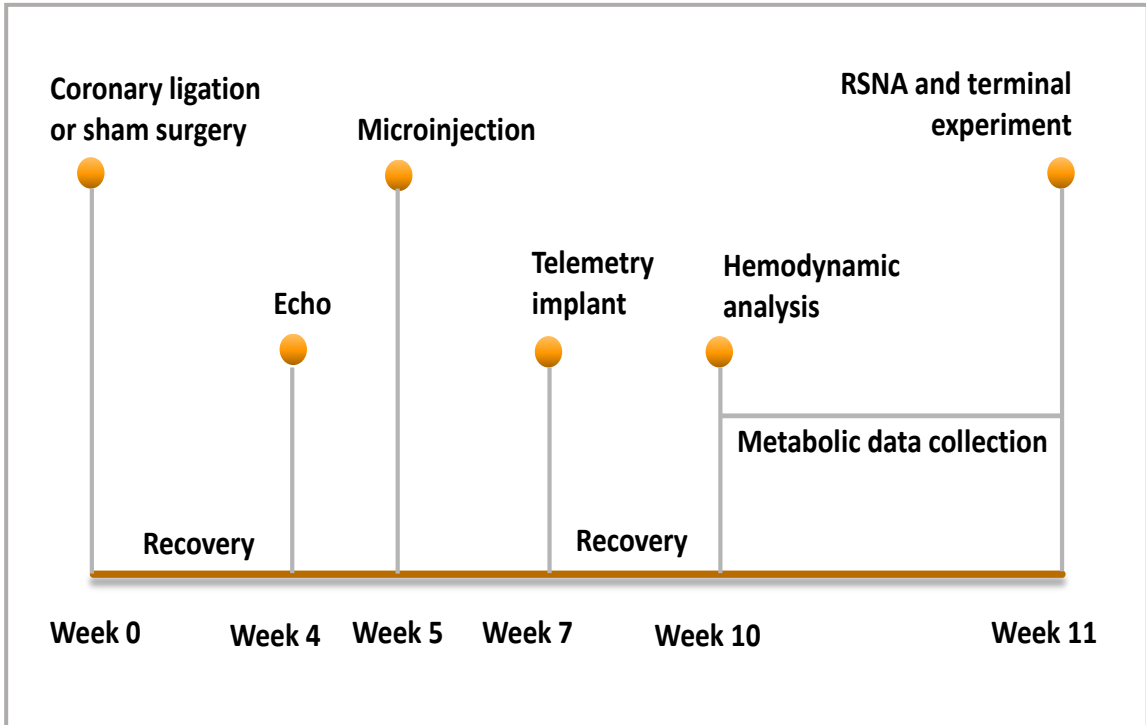 Coronary ligation
or sham surgery
Microinjection
RSNA and terminal
experiment
Echo
Telemetry
implant
Hemodynamic
analysis
Metabolic data collection
Recovery
Recovery
Week 0
Week 4
Week 5
Week 7
Week 10
Week 11